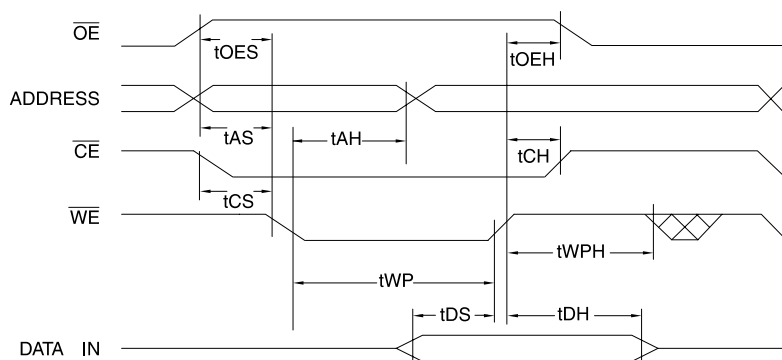 OE
tOES
tOEH
ADDRESS
tAS
tAH
tCH
CE
tCS
WE
tWPH
tWP
tDS
tDH
DATA IN